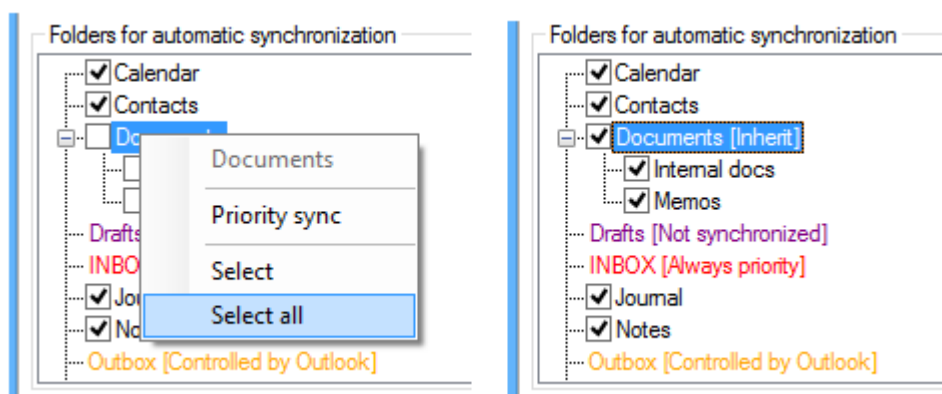 Folders for automatic synchronization
Calendar
Contacts
Documents
Priority sync
Drafts
Select
Select all
Outbox [Controlled by Outlook]
Folders for automatic synchronization
Calendar
Contacts
Documents [Inherit]
Internal docs
Memos
Drafts [Not synchronized]
INBOX [Always priority]
Journal
Notes
Outbox [Controlled by Outlook]